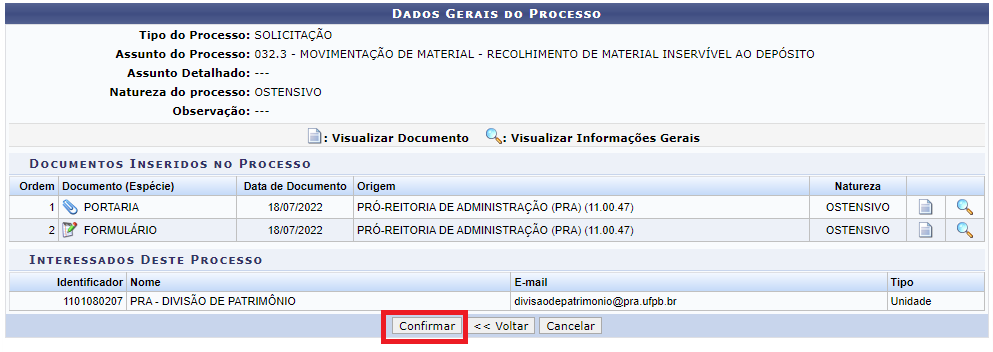 DADOS GERAIS DO PROCESSO
Tipo do Processo: SOLICITAÇÃO
Assunto do Processo: 032.3 - MOVIMENTAÇÃO DE MATERIAL - RECOLHIMENTO DE MATERIAL INSERVÍVEL AO DEPÓSITO
Assunto Detalhado: ---
Natureza do processo: OSTENSIVO
Observação: ---
: Visualizar Documento : Visualizar Informações Gerais
DOCUMENTOS INSERIDOS NO PROCESSO
Ordem Documento (Espécie) Data de Documento Origem Natureza
1 PORTARIA 18/07/2022 PRÓ-REITORIA DE ADMINISTRAÇÃO (PRA) (11.00.47) OSTENSIVO
2 FORMULÁRIO 18/07/2022 PRÓ-REITORIA DE ADMINISTRAÇÃO (PRA) (11.00.47) OSTENSIVO
INTERESSADOS DESTE PROCESSO
Identificador Nome E-mail Tipo
1101080207 PRA - DIVISÃO DE PATRIMÔNIO divisaodepatrimonio@pra.ufpb.br Unidade
Confirmar << Voltar Cancelar